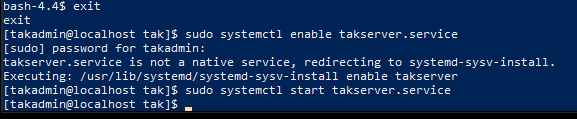 bash-4.4$ exit
exit
[takadmin@localhost tak]$ sudo systemctl enable takserver.service
[sudo] password for takadmin:
takserver.service is not a native service, redirecting to systemd-sysv-install.
Executing: /usr/lib/systemd/systemd-sysv-install enable takserver
[takadmin@localhost tak]$ sudo systemctl start takserver.service
[takadmin@localhost tak]$